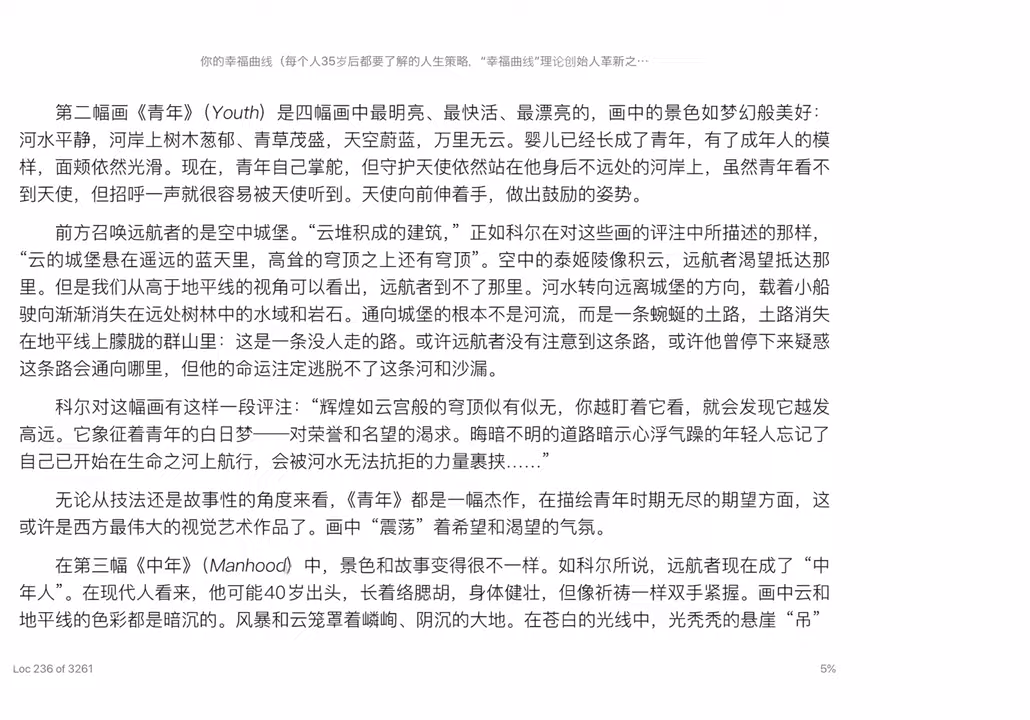 你的幸福曲线（每个人35岁后都要了解的人生策略，“幸福曲线”理论创始人革新之…
第二幅画《青年》（Youth）是四幅画中最明亮、最快活、最漂亮的，画中的景色如梦幻般美好：
河水平静，河岸上树木葱郁、青草茂盛，天空蔚蓝，万里无云。婴儿已经长成了青年，有了成年人的模
样，面颊依然光滑。现在，青年自己掌舵，但守护天使依然站在他身后不远处的河岸上，虽然青年看不
到天使，但招呼一声就很容易被天使听到。天使向前伸着手，做出鼓励的姿势。
前方召唤远航者的是空中城堡。“云堆积成的建筑，”正如科尔在对这些画的评注中所描述的那样，
“云的城堡悬在遥远的蓝天里，高耸的穹顶之上还有穹顶”。空中的泰姬陵像积云，远航者渴望抵达那
里。但是我们从高于地平线的视角可以看出，远航者到不了那里。河水转向远离城堡的方向，载着小船
驶向渐渐消失在远处树林中的水域和岩石。通向城堡的根本不是河流，而是一条蜿蜒的土路，土路消失
在地平线上朦胧的群山里：这是一条没人走的路。或许远航者没有注意到这条路，或许他曾停下来疑惑
这条路会通向哪里，但他的命运注定逃脱不了这条河和沙漏。
科尔对这幅画有这样一段评注：“辉煌如云宫般的穹顶似有似无，你越盯着它看，就会发现它越发
高远。它象征着青年的白日梦——对荣誉和名望的渴求。晦暗不明的道路暗示心浮气躁的年轻人忘记了
自己已开始在生命之河上航行，会被河水无法抗拒的力量裹挟……”
无论从技法还是故事性的角度来看，《青年》都是一幅杰作，在描绘青年时期无尽的期望方面，这
或许是西方最伟大的视觉艺术作品了。画中“震荡”着希望和渴望的气氛。
在第三幅《中年》（Manhood）中，景色和故事变得很不一样。如科尔所说，远航者现在成了“中
年人”。在现代人看来，他可能40岁出头，长着络腮胡，身体健壮，但像祈祷一样双手紧握。画中云和
地平线的色彩都是暗沉的。风暴和云笼罩着嶙峋、阴沉的大地。在苍白的光线中，光秃秃的悬崖“吊”
Loc 236 of 3261
5%